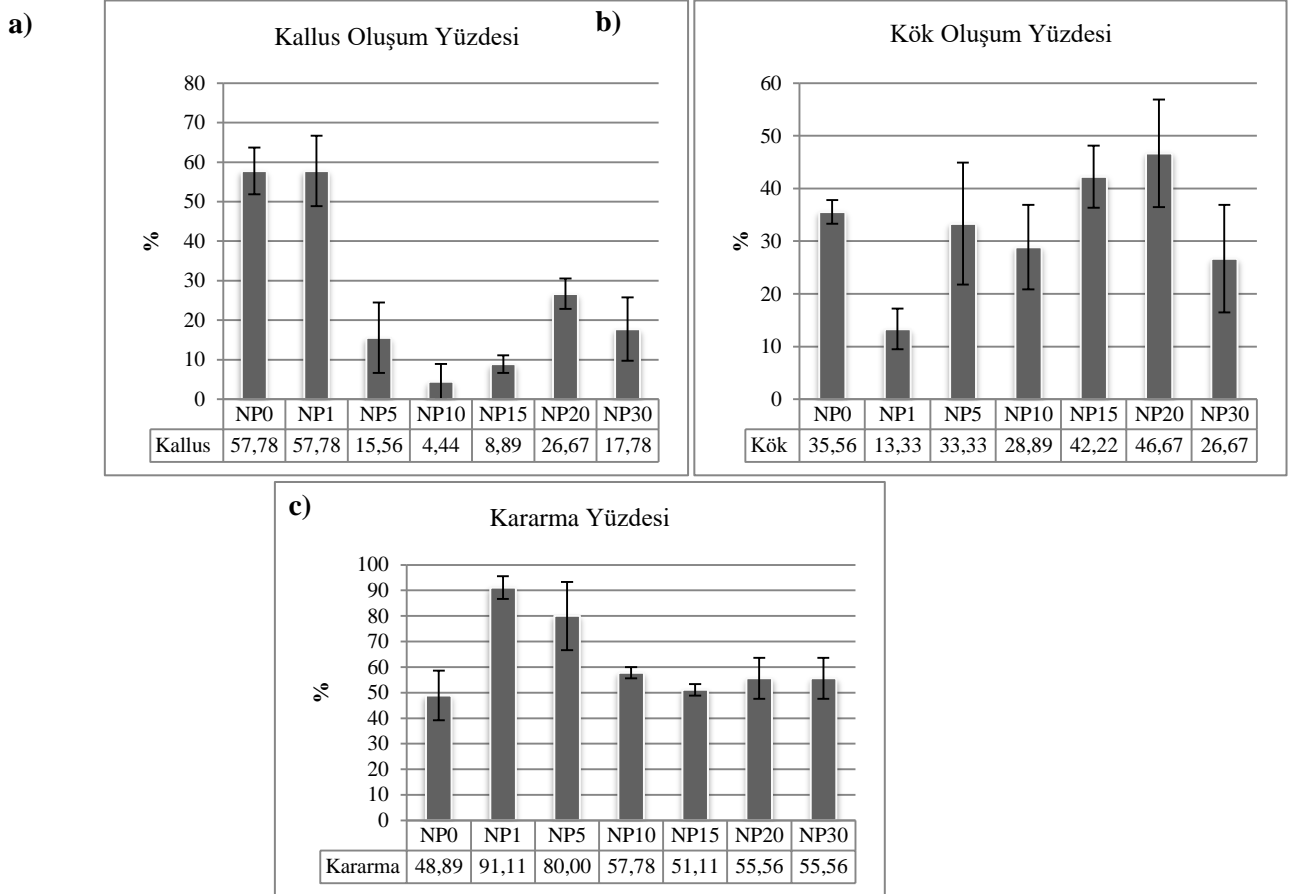 a)
Kallus Oluşum Yüzdesi
%
80
70
60
50
40
30
20
10
0
NP0 NP1 NP5 NP10 NP15 NP20 NP30
Kallus 57,78 57,78 15,56 4,44 8,89 26,67 17,78
b)
Kök Oluşum Yüzdesi
%
60
50
40
30
20
10
0
NP0 NP1 NP5 NP10 NP15 NP20 NP30
Kök 35,56 13,33 33,33 28,89 42,22 46,67 26,67
c)
Kararma Yüzdesi
%
100
90
80
70
60
50
40
30
20
10
0
NP0 NP1 NP5 NP10 NP15 NP20 NP30
Kararma 48,89 91,11 80,00 57,78 51,11 55,56 55,56